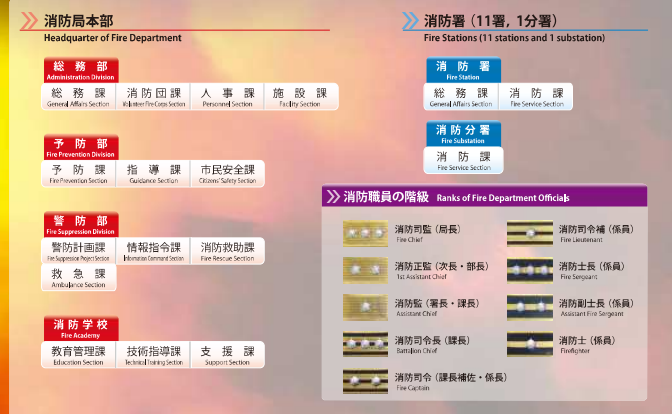 消防局本部
Headquarter of Fire Department
総務部
Administration Division
総務課
General Affairs Section
消防団課
Volunteer Fire Corps Section
人事課
Personnel Section
施設課
Facility Section
予防部
Fire Prevention Division
予防課
Fire Prevention Section
指導課
Guidance Section
市民安全課
Citizens' Safety Section
警防部
Fire Suppression Division
警防計画課
Fire Suppression Project Section
情報指令課
Information Command Section
消防救助課
Fire Rescue Section
救急課
Ambulance Section
消防学校
Fire Academy
教育管理課
Education Section
技術指導課
Technical Training Section
支援課
Support Section
消防署（11署，1分署）
Fire Stations (11 stations and 1 substation)
消防署
Fire Station
総務課
General Affairs Section
消防課
Fire Service Section
消防分署
Fire Substation
消防課
Fire Service Section
消防職員の階級 Ranks of Fire Department Officials
消防司監（局長）
Fire Chief
消防正監（次長・部長）
1st Assistant Chief
消防監（署長・課長）
Assistant Chief
消防司令長（課長）
Battalion Chief
消防司令（課長補佐・係長）
Fire Captain
消防司令補（係員）
Fire Lieutenant
消防士長（係員）
Fire Sergeant
消防副士長（係員）
Assistant Fire Sergeant
消防士（係員）
Firefighter